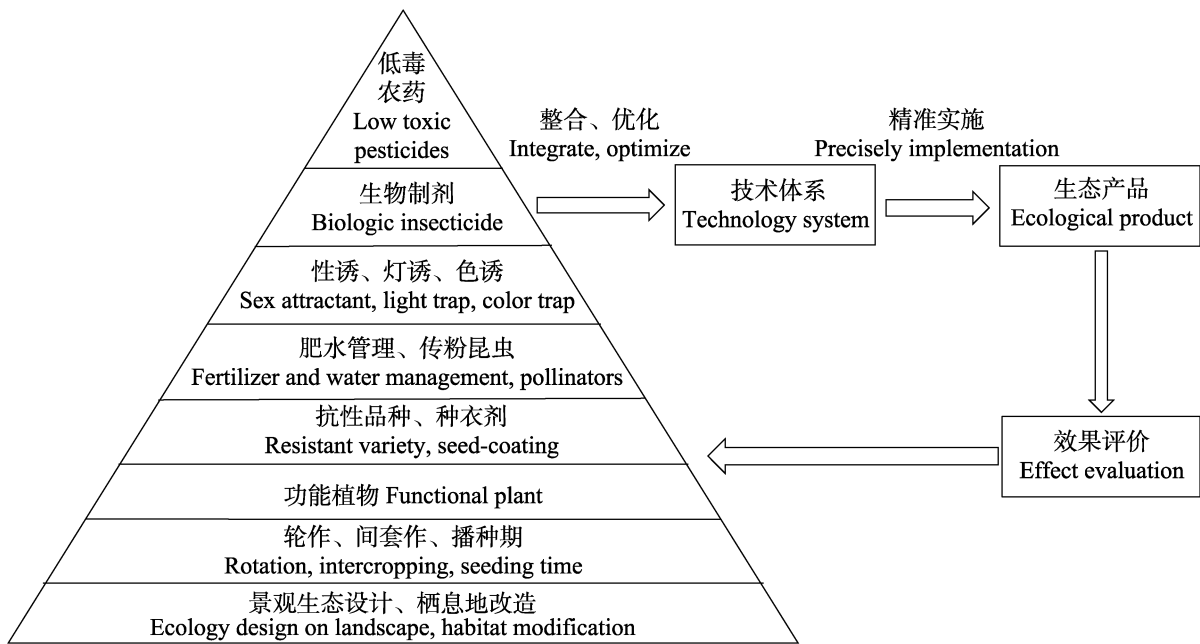 低毒
农药
Low toxic
pesticides
生物制剂
Biologic insecticide
性诱、灯诱、色诱
Sex attractant, light trap, color trap
肥水管理、传粉昆虫
Fertilizer and water management, pollinators
抗性品种、种衣剂
Resistant variety, seed-coating
功能植物 Functional plant
轮作、间套作、播种期
Rotation, intercropping, seeding time
景观生态设计、栖息地改造
Ecology design on landscape, habitat modification
整合、优化
Integrate, optimize
技术体系
Technology system
精准实施
Precisely implementation
生态产品
Ecological product
效果评价
Effect evaluation